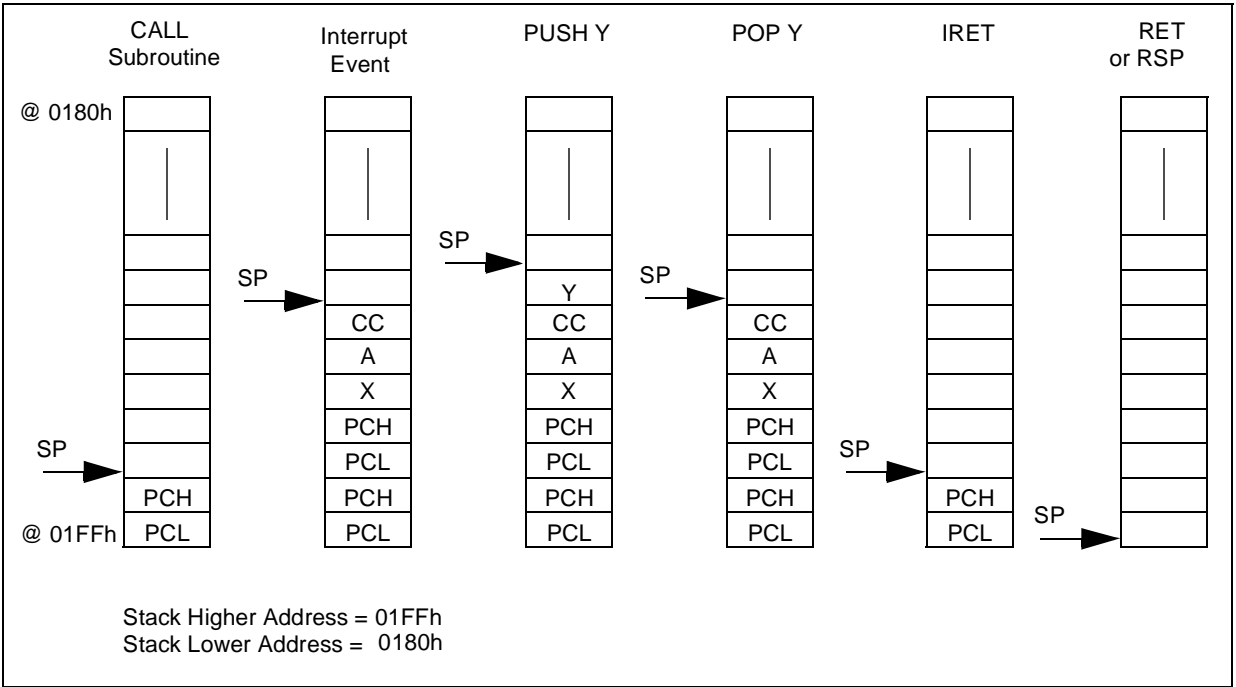 CALL
Subroutine
Interrupt
Event
PUSH Y
POP Y
IRET
RET
or RSP
@ 0180h
SP
SP
SP
Y
CC
CC
CC
A
A
A
X
X
X
PCH
PCH
PCH
SP
SP
PCL
PCL
PCL
PCH
PCH
PCH
PCH
PCH
SP
@ 01FFh
PCL
PCL
PCL
PCL
PCL
Stack Higher Address = 01FFh
Stack Lower Address = 0180h